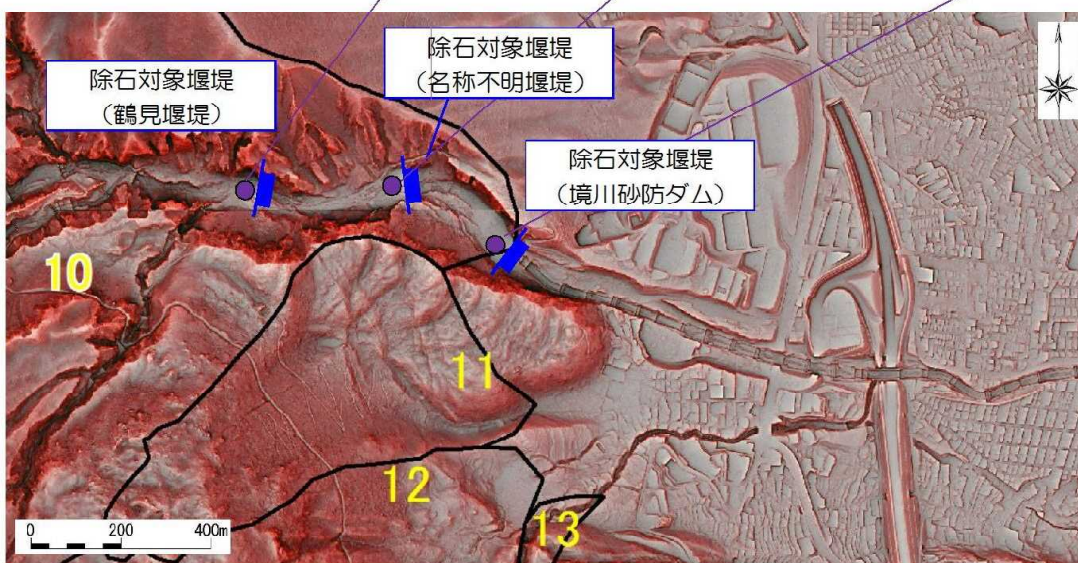 除石対象堰堤
（名称不明堰堤）
除石対象堰堤
（鶴見堰堤）
除石対象堰堤
（境川砂防ダム）
10
11
12
13
0 200 400m